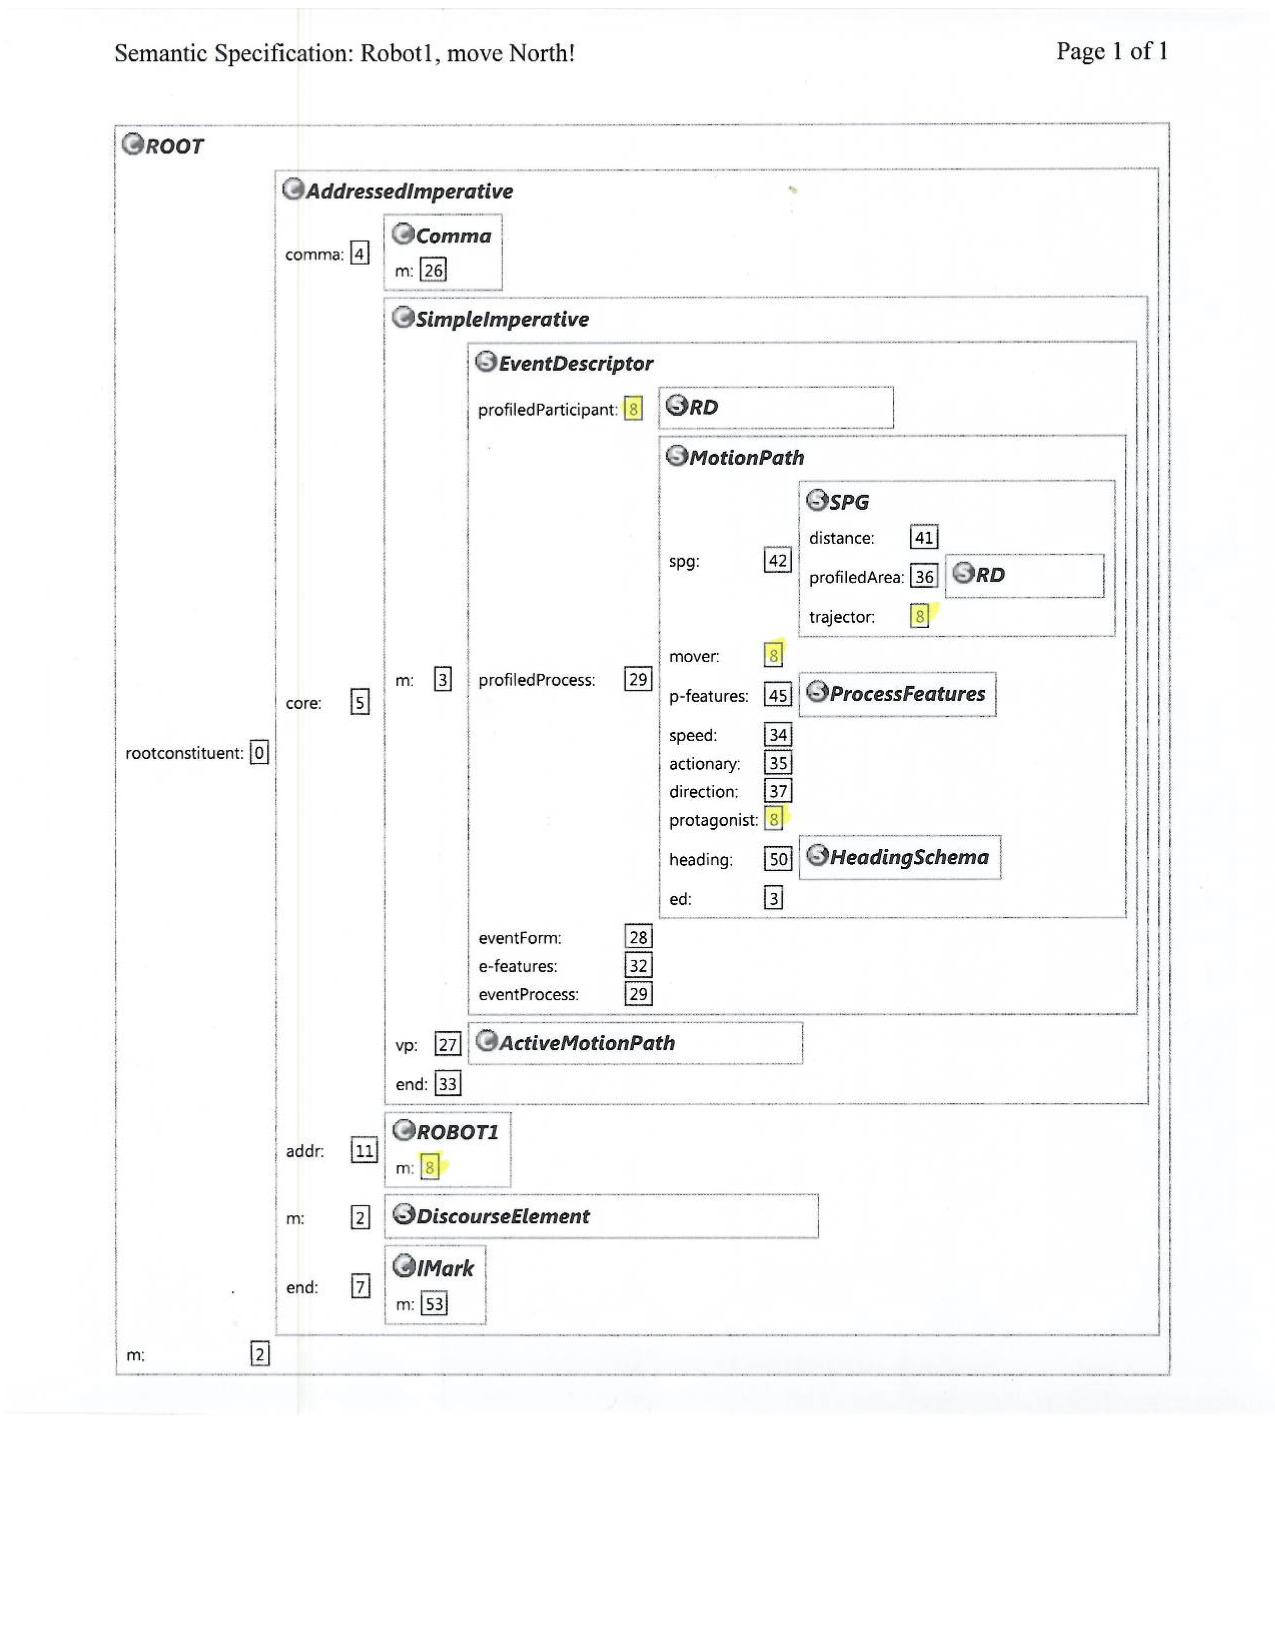 Semantic Specification: Robot1, move North!
Page 1 of 1
ROOT
AddressedImperative
Comma
comma: 4
m: 26
SimpleImperative
EventDescriptor
profiledParticipant: 8 RD
MotionPath
SPG
distance: 41
spg: 42
profiledArea: 36 RD
trajector: 8
mover: 8
m: 3 profiledProcess: 29
p-features: 45 ProcessFeatures
core: 5
speed: 34
rootconstituent: 0
actionary: 35
direction: 37
protagonist: 8
heading: 50 HeadingSchema
ed: 3
eventForm: 28
e-features: 32
eventProcess: 29
vp: 27 ActiveMotionPath
end: 33
ROBOT1
addr: 11
m: 8
m: 2 DiscourseElement
IMark
end: 7
m: 53
m: 2